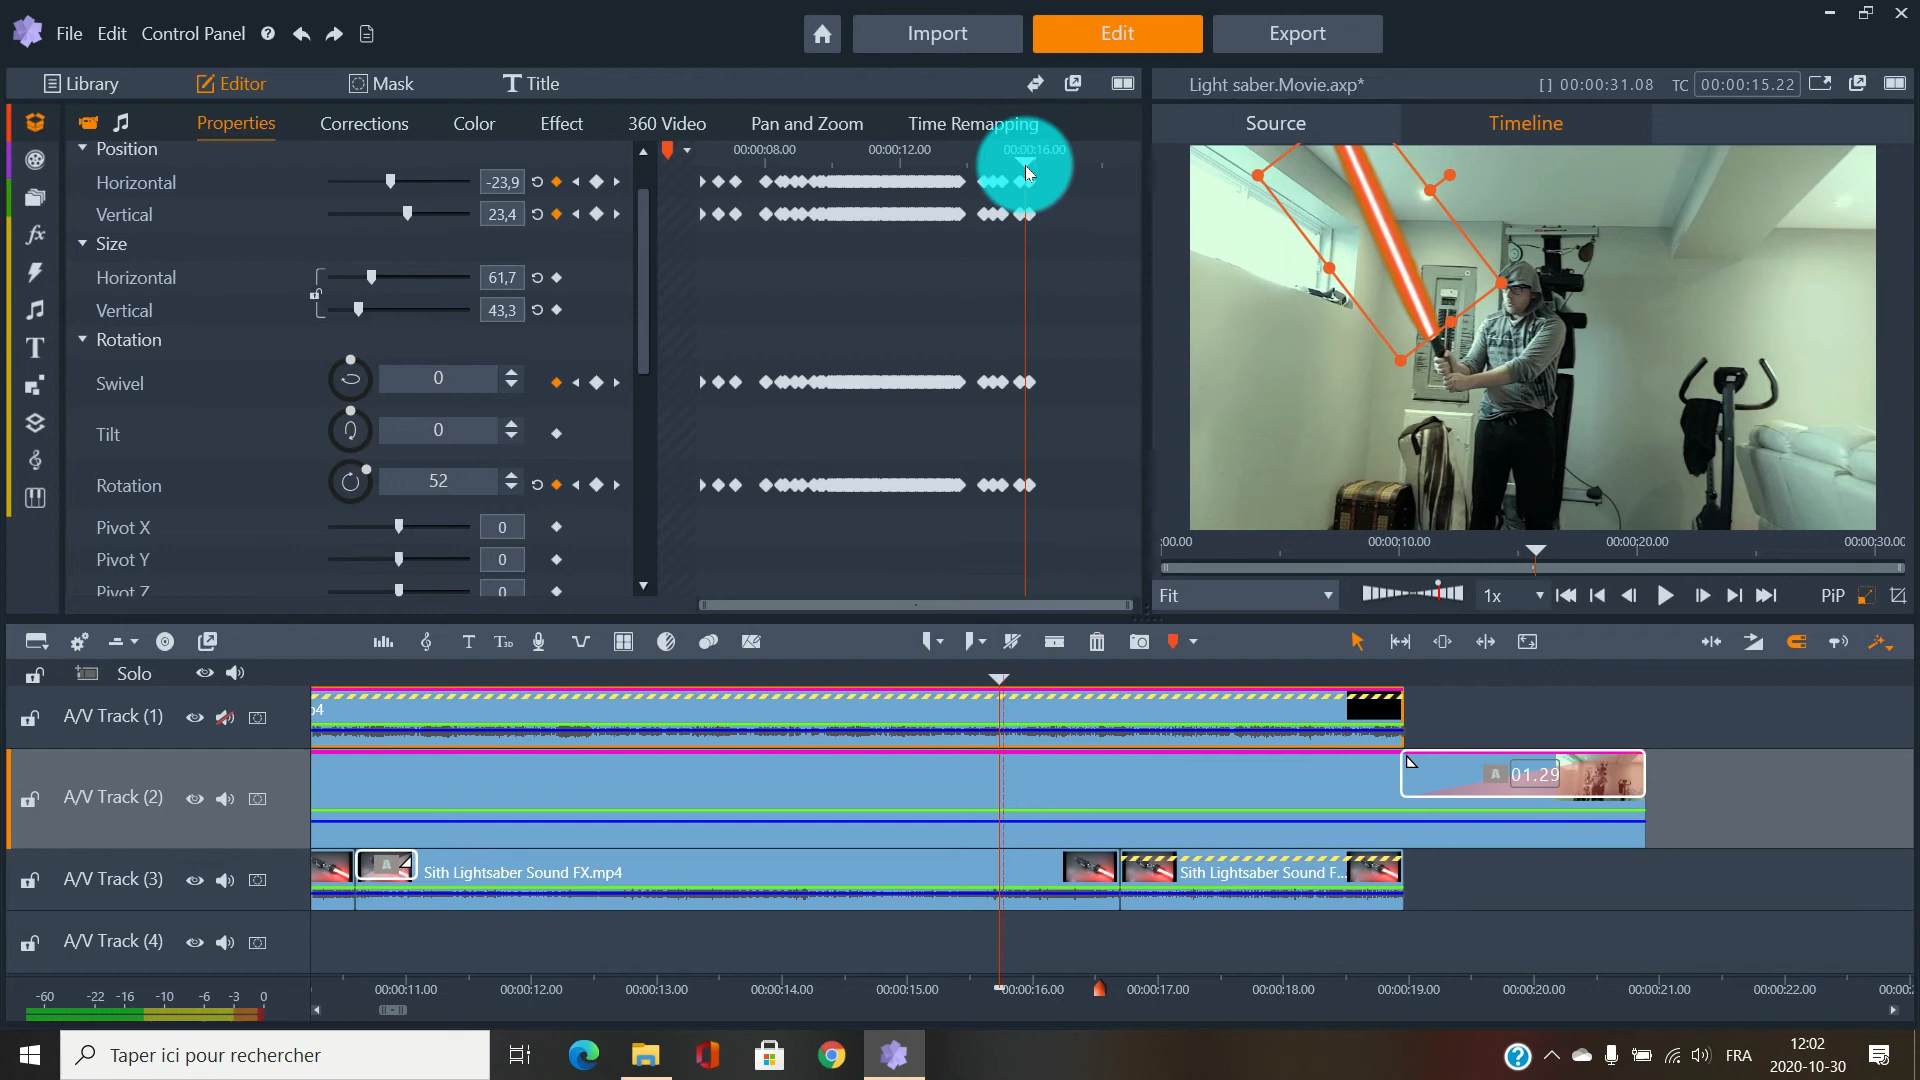 File Edit Control Panel
Import Edit Export
Library Editor Mask Title
Light saber.Movie.axp* [] 00:00:31.08 TC 00:00:15.22
Properties Corrections Color Effect 360 Video Pan and Zoom Time Remapping
Source Timeline
Position
00:00:08.00 00:00:12.00 00:00:16.00
Horizontal -23,9
Vertical 23,4
Size
Horizontal 61,7
Vertical 43,3
Rotation
Swivel 0
Tilt 0
Rotation 52
Pivot X 0
Pivot Y 0
Pivot Z 0
:00.00 00:00:10.00 00:00:20.00 00:00:30.0
Fit 1x PiP
T T3D
Solo
A/V Track (1) p4
A/V Track (2) A 01.29
A/V Track (3) A Sith Lightsaber Sound FX.mp4 Sith Lightsaber Sound F...
A/V Track (4)
-60 -22 -16 -10 -6 -3 0
00:00:11.00 00:00:12.00 00:00:13.00 00:00:14.00 00:00:15.00 00:00:16.00 00:00:17.00 00:00:18.00 00:00:19.00 00:00:20.00 00:00:21.00 00:00:22.00 00:00:
Taper ici pour rechercher
FRA
12:02
2020-10-30